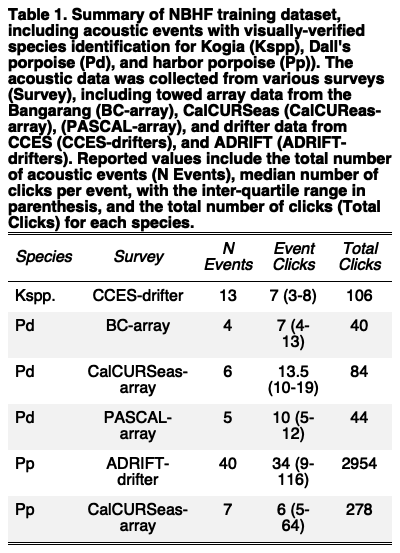 Table 1. Summary of NBHF training dataset,
including acoustic events with visually-verified
species identification for Kogia (Kspp), Dall's
porpoise (Pd), and harbor porpoise (Pp)). The
acoustic data was collected from various surveys
(Survey), including towed array data from the
Bangarang (BC-array), CalCURSeas (CalCUReas-
array), (PASCAL-array), and drifter data from
CCES (CCES-drifters), and ADRIFT (ADRIFT-
drifters). Reported values include the total number
of acoustic events (N Events), median number of
clicks per event, with the inter-quartile range in
parenthesis, and the total number of clicks (Total
Clicks) for each species.
Species Survey N Event Total
Events Clicks Clicks
Kspp. CCES-drifter 13 7 (3-8) 106
Pd BC-array 4 7 (4- 40
13)
Pd CalCURSeas- 6 13.5 84
array (10-19)
Pd PASCAL- 5 10 (5- 44
array 12)
Pp ADRIFT- 40 34 (9- 2954
drifter 116)
Pp CalCURSeas- 7 6 (5- 278
array 64)